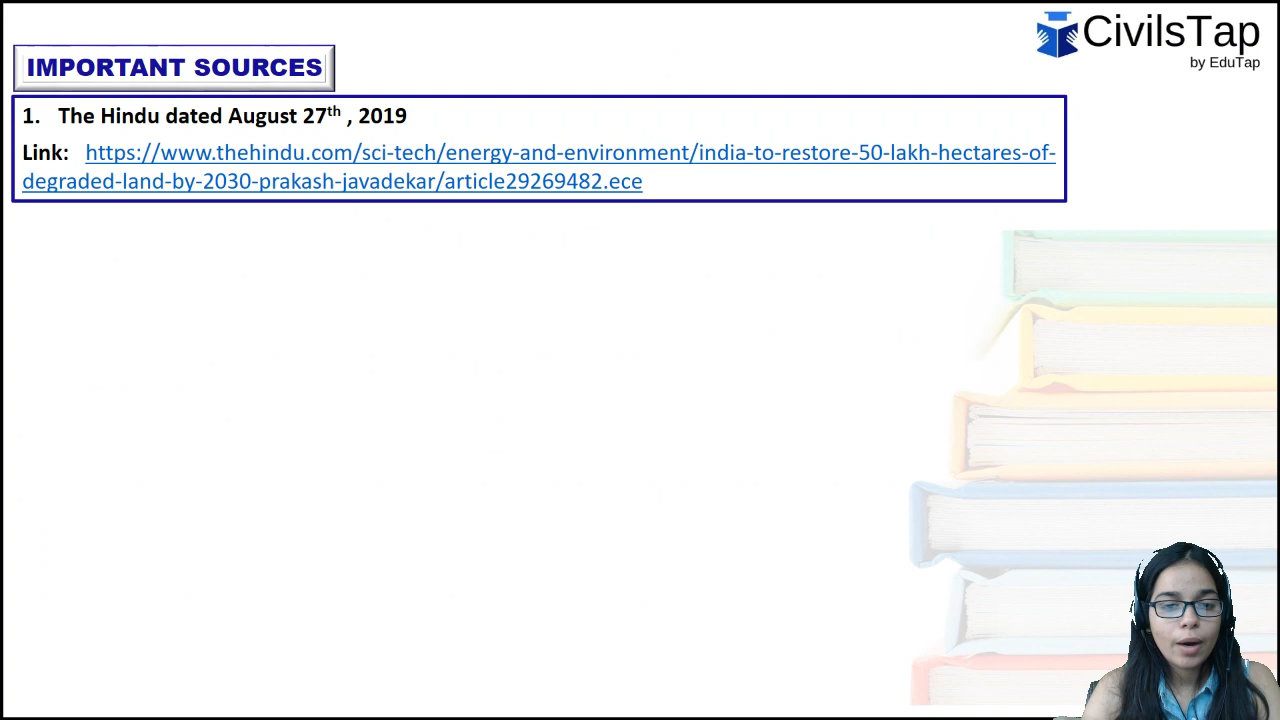 CivilsTap
by EduTap
IMPORTANT SOURCES
1. The Hindu dated August 27th , 2019
Link: https://www.thehindu.com/sci-tech/energy-and-environment/india-to-restore-50-lakh-hectares-of-
degraded-land-by-2030-prakash-javadekar/article29269482.ece